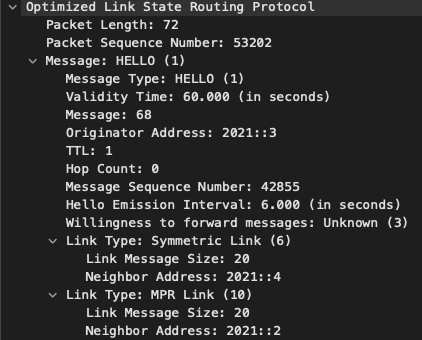 Optimized Link State Routing Protocol
Packet Length: 72
Packet Sequence Number: 53202
Message: HELLO (1)
Message Type: HELLO (1)
Validity Time: 60.000 (in seconds)
Message: 68
Originator Address: 2021::3
TTL: 1
Hop Count: 0
Message Sequence Number: 42855
Hello Emission Interval: 6.000 (in seconds)
Willingness to forward messages: Unknown (3)
Link Type: Symmetric Link (6)
Link Message Size: 20
Neighbor Address: 2021::4
Link Type: MPR Link (10)
Link Message Size: 20
Neighbor Address: 2021::2